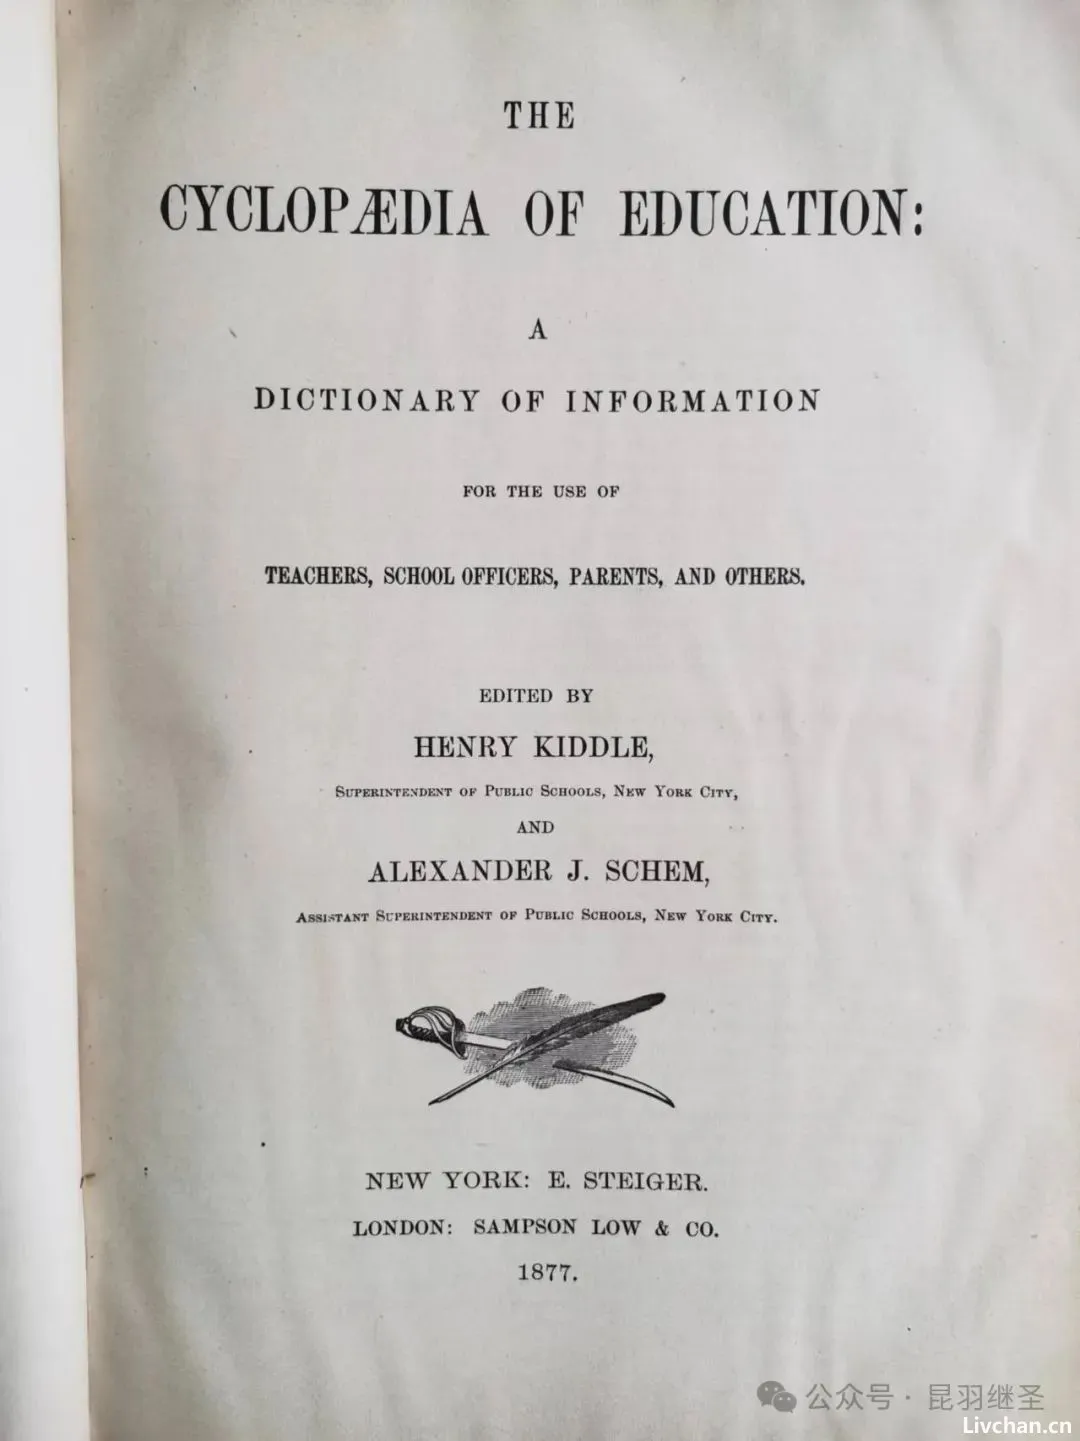 THE
CYCLOPÆDIA OF EDUCATION:
A
DICTIONARY OF INFORMATION
FOR THE USE OF
TEACHERS, SCHOOL OFFICERS, PARENTS, AND OTHERS.
EDITED BY
HENRY KIDDLE,
SUPERINTENDENT OF PUBLIC SCHOOLS, NEW YORK CITY,
AND
ALEXANDER J. SCHEM,
ASSISTANT SUPERINTENDENT OF PUBLIC SCHOOLS, NEW YORK CITY.
NEW YORK: E. STEIGER.
LONDON: SAMPSON LOW & CO.
1877.
公众号 · 昆羽继圣
Livchan.cn